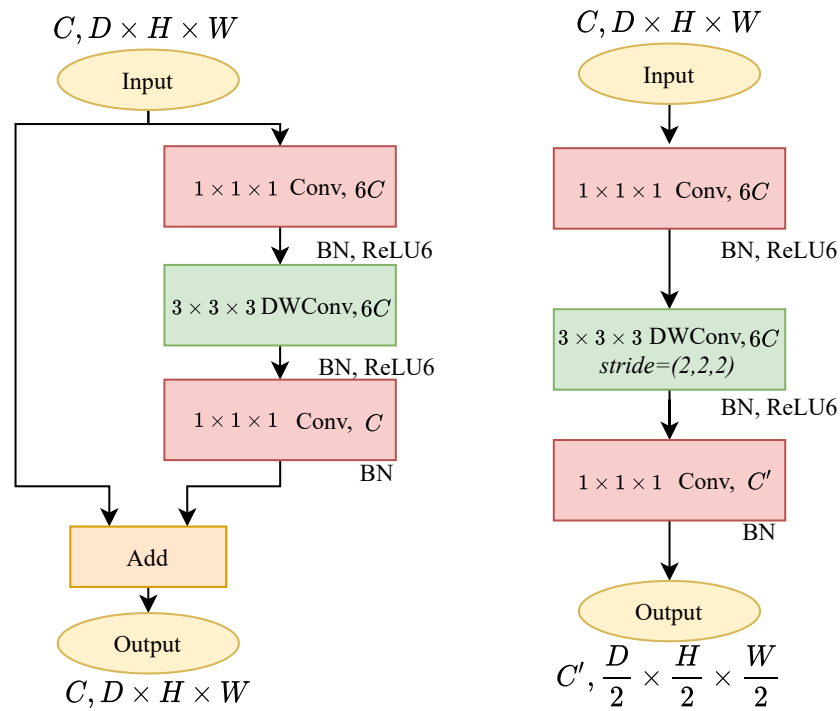 C, D × H × W
Input
1 × 1 × 1 Conv, 6C
BN, ReLU6
3 × 3 × 3 DWConv, 6C
BN, ReLU6
1 × 1 × 1 Conv, C
BN
Add
Output
C, D × H × W
C, D × H × W
Input
1 × 1 × 1 Conv, 6C
BN, ReLU6
3 × 3 × 3 DWConv, 6C
stride=(2,2,2)
BN, ReLU6
1 × 1 × 1 Conv, C′
BN
Output
C′, D/2 × H/2 × W/2